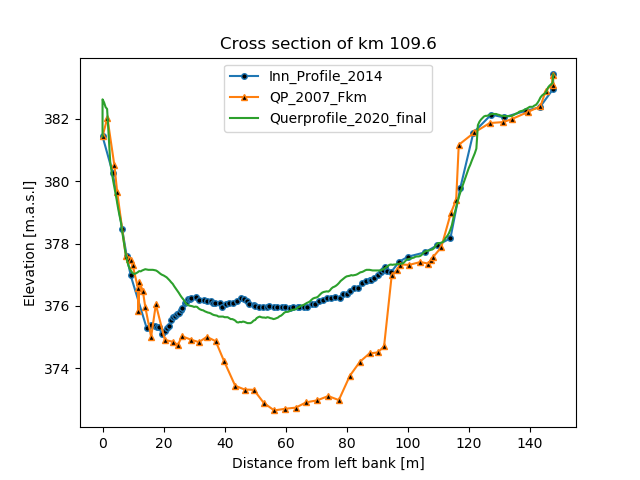 Cross section of km 109.6
Inn_Profile_2014
QP_2007_Fkm
Querprofile_2020_final
Elevation [m.a.s.l]
382
380
378
376
374
0 20 40 60 80 100 120 140
Distance from left bank [m]